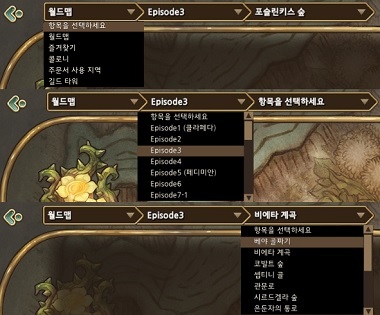 월드맵 Episode3 포슬린키스 숲
항목을 선택하세요
월드맵
즐겨찾기
콜로니
주문서 사용 지역
길드 타워
월드맵 Episode3 항목을 선택하세요
항목을 선택하세요
Episode1 (클라페다)
Episode2
Episode3
Episode4
Episode5 (페디미안)
Episode6
Episode7-1
월드맵 Episode3 비에타 계곡
항목을 선택하세요
베야 골짜기
비에타 계곡
코발트 숲
셉티니 골
관문로
시르드겔라 숲
은둔자의 통로